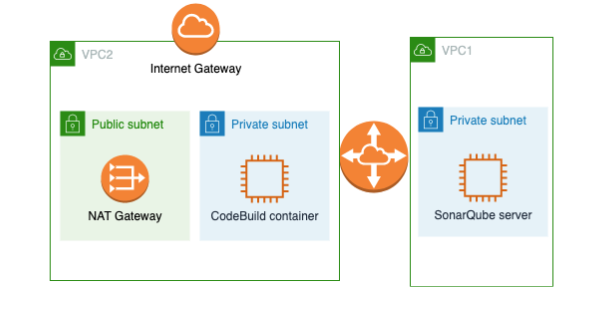 VPC2
Internet Gateway
Public subnet
NAT Gateway
Private subnet
CodeBuild container
VPC1
Private subnet
SonarQube server